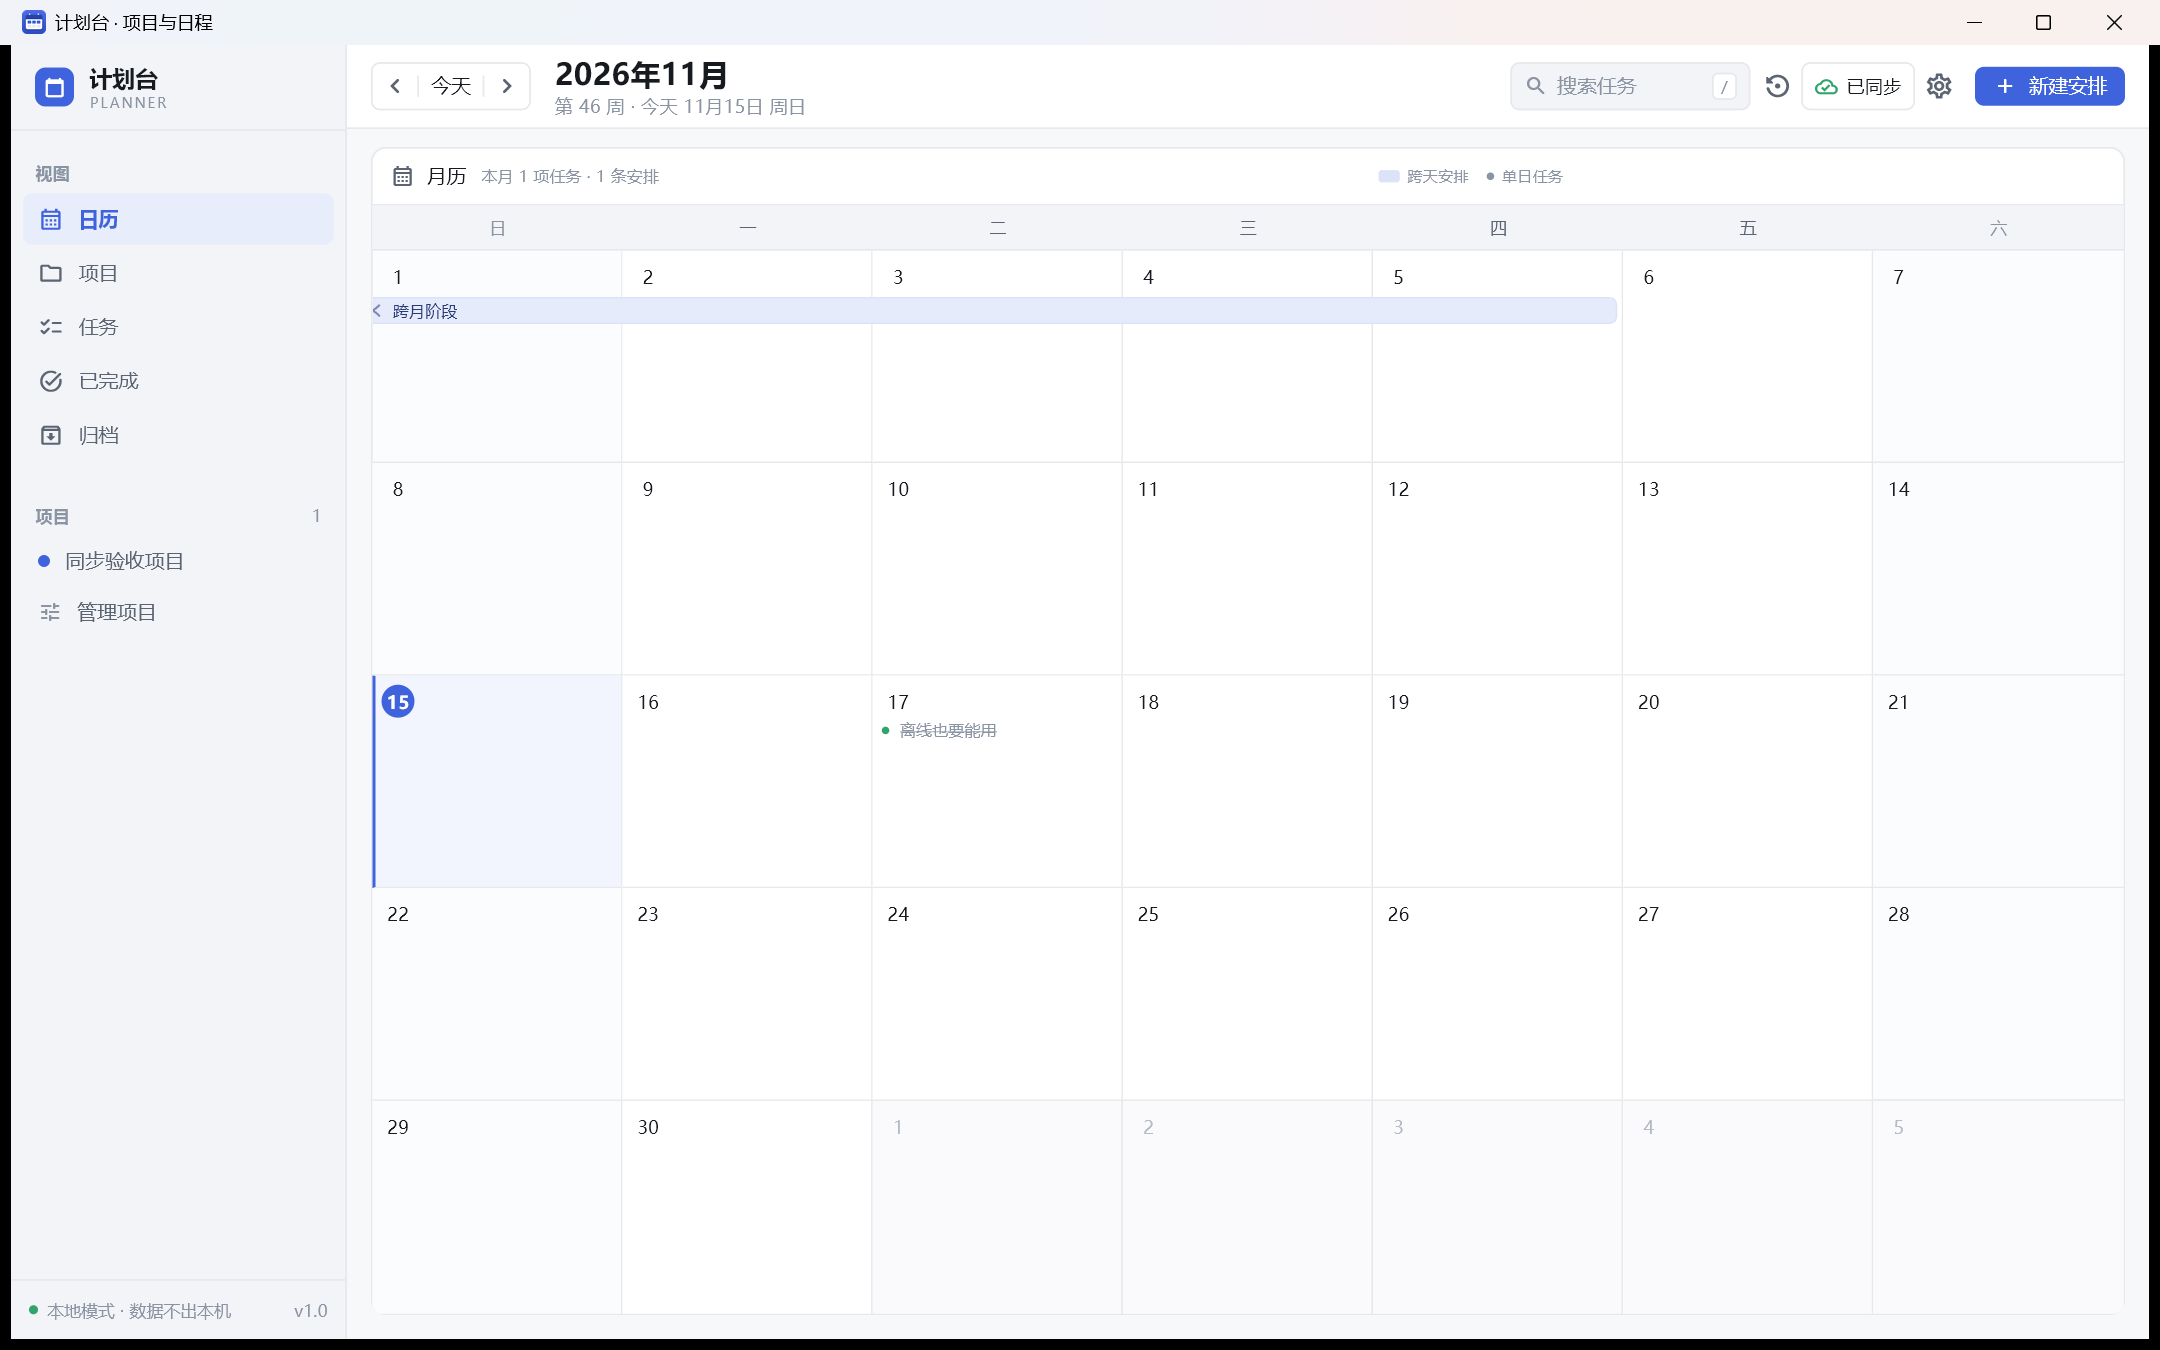 计划台 · 项目与日程
计划台
PLANNER
今天
2026年11月
第 46 周 · 今天 11月15日 周日
搜索任务 /
已同步
新建安排
视图
日历
项目
任务
已完成
归档
项目 1
同步验收项目
管理项目
本地模式 · 数据不出本机 v1.0
月历 本月 1 项任务 · 1 条安排
跨天安排 单日任务
日 一 二 三 四 五 六
1 2 3 4 5 6 7
跨月阶段
8 9 10 11 12 13 14
15 16 17 18 19 20 21
离线也要能用
22 23 24 25 26 27 28
29 30 1 2 3 4 5